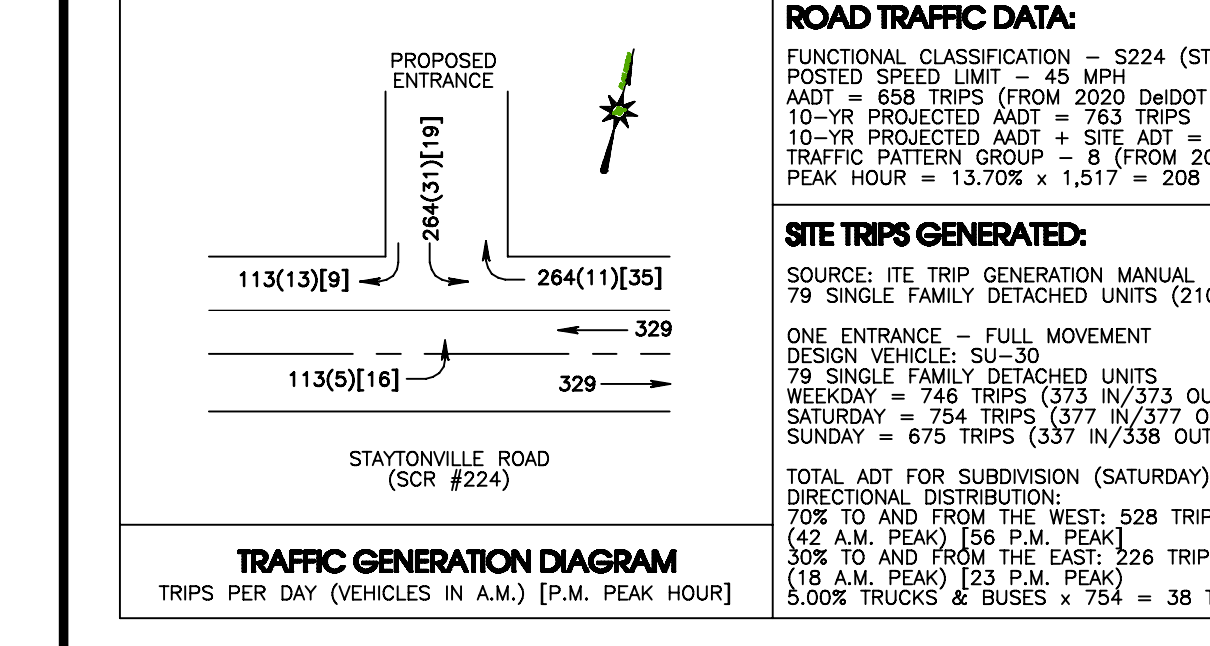 PROPOSED
ENTRANCE
264(31)[19]
113(13)[9]
264(11)[35]
329
113(5)[16]
329
STAYTONVILLE ROAD
(SCR #224)
TRAFFIC GENERATION DIAGRAM
TRIPS PER DAY (VEHICLES IN A.M.) [P.M. PEAK HOUR]
ROAD TRAFFIC DATA:
FUNCTIONAL CLASSIFICATION – S224 (ST
POSTED SPEED LIMIT – 45 MPH
AADT = 658 TRIPS (FROM 2020 DelDOT
10–YR PROJECTED AADT = 763 TRIPS
10–YR PROJECTED AADT + SITE ADT =
TRAFFIC PATTERN GROUP – 8 (FROM 20
PEAK HOUR = 13.70% x 1,517 = 208
SITE TRIPS GENERATED:
SOURCE: ITE TRIP GENERATION MANUAL
79 SINGLE FAMILY DETACHED UNITS (210
ONE ENTRANCE – FULL MOVEMENT
DESIGN VEHICLE: SU–30
79 SINGLE FAMILY DETACHED UNITS
WEEKDAY = 746 TRIPS (373 IN/373 OU
SATURDAY = 754 TRIPS (377 IN/377 O
SUNDAY = 675 TRIPS (337 IN/338 OUT
TOTAL ADT FOR SUBDIVISION (SATURDAY)
DIRECTIONAL DISTRIBUTION:
70% TO AND FROM THE WEST: 528 TRIP
(42 A.M. PEAK) [56 P.M. PEAK]
30% TO AND FROM THE EAST: 226 TRIP
(18 A.M. PEAK) [23 P.M. PEAK)
5.00% TRUCKS & BUSES x 754 = 38 T